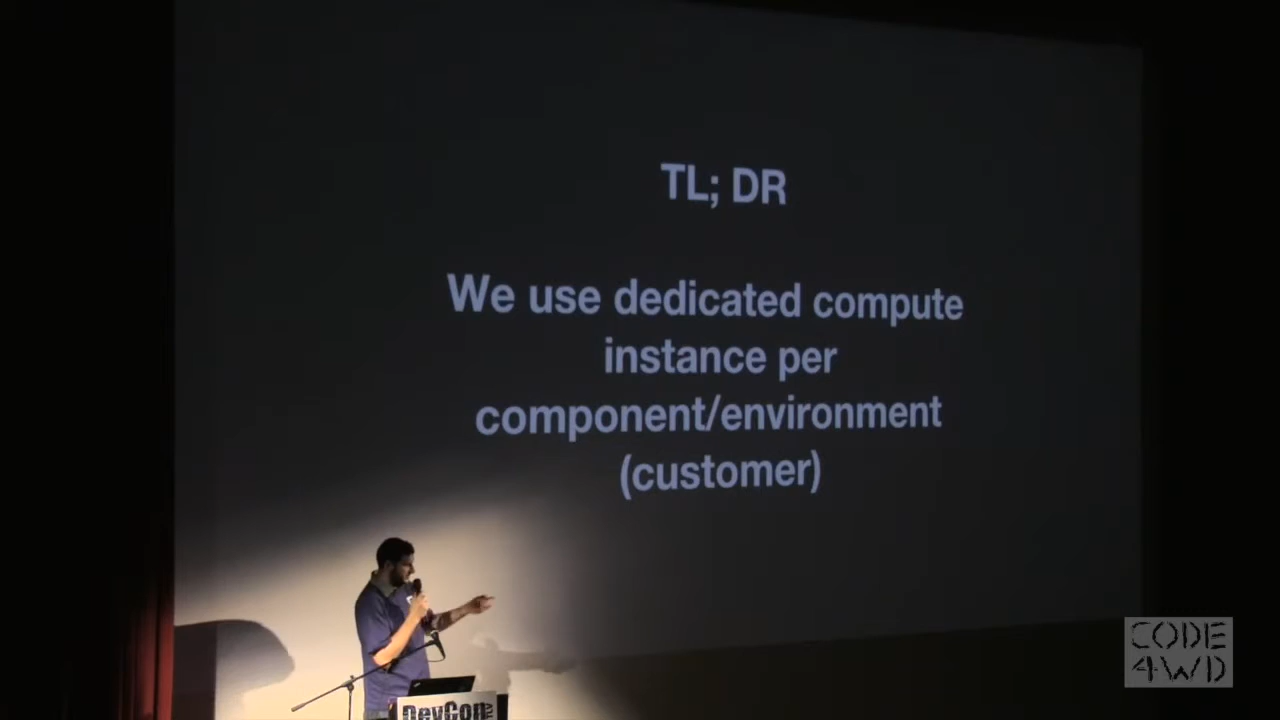 TL; DR
We use dedicated compute
instance per
component/environment
(customer)
DevCon
CODE
4WD